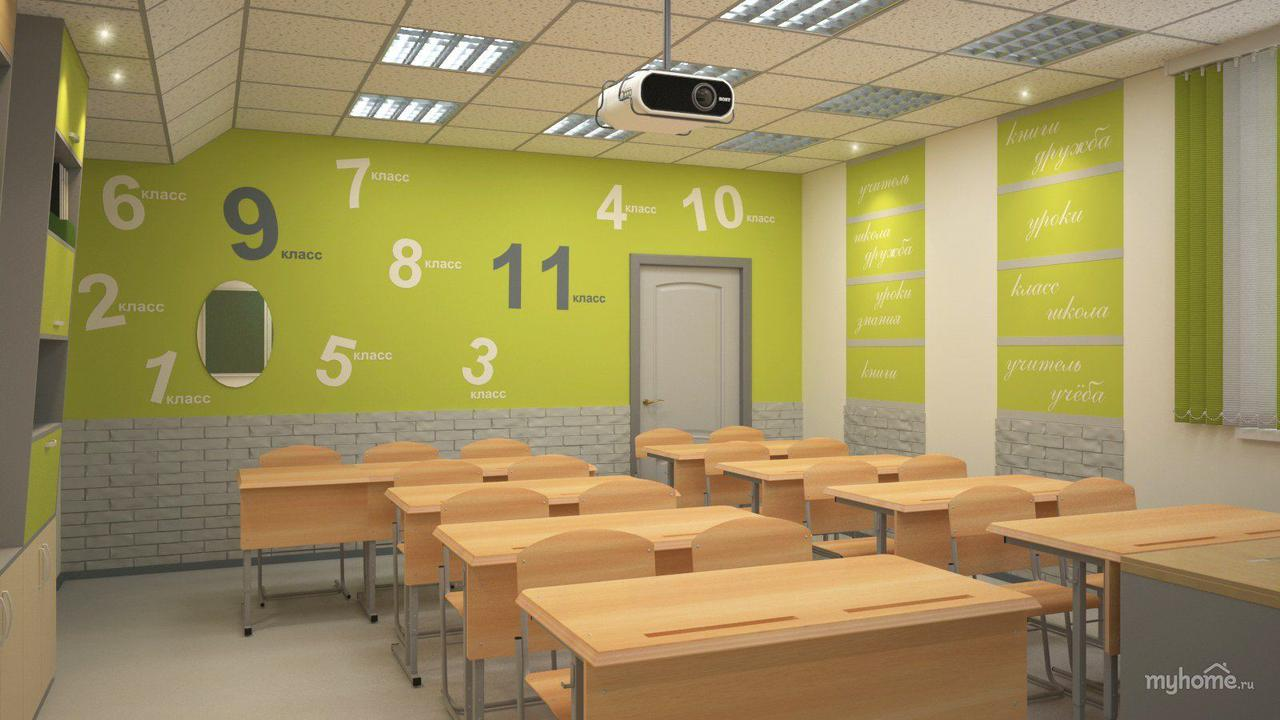 6 класс
9 класс
7 класс
4 класс
10 класс
8 класс
11 класс
2 класс
1 класс
5 класс
3 класс
SONY
учитель
школа
дружба
уроки
знания
книги
книги
дружба
уроки
класс
школа
учитель
учёба
myhome.ru